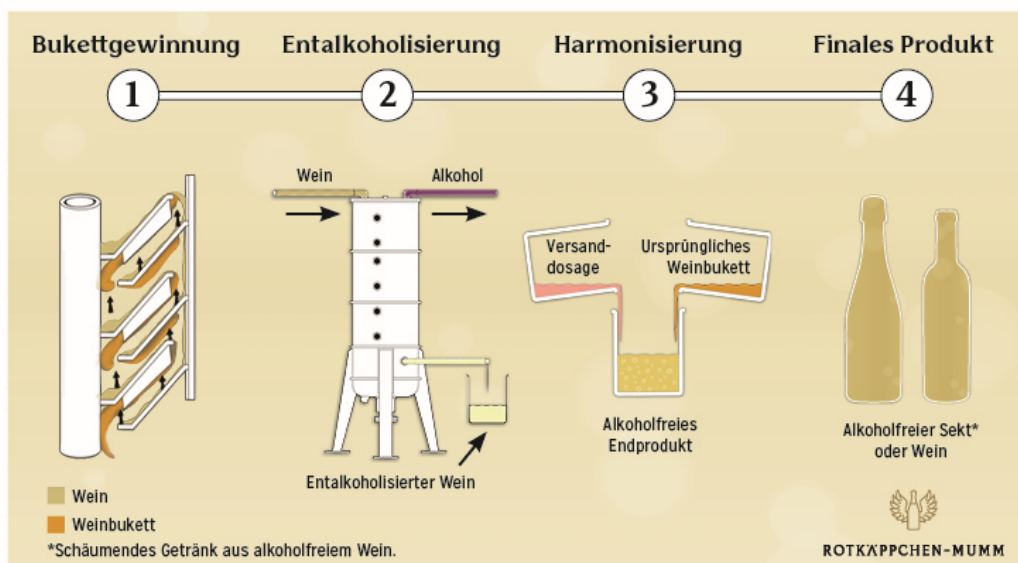 Bukettgewinnung
Entalkoholisierung
Harmonisierung
Finales Produkt
1
2
3
4
Wein
Alkohol
Entalkoholisierter Wein
Versand-
dosage
Ursprüngliches
Weinbukett
Alkoholfreies
Endprodukt
Alkoholfreier Sekt*
oder Wein
Wein
Weinbukett
*Schäumendes Getränk aus alkoholfreiem Wein.
ROTKÄPPCHEN-MUMM